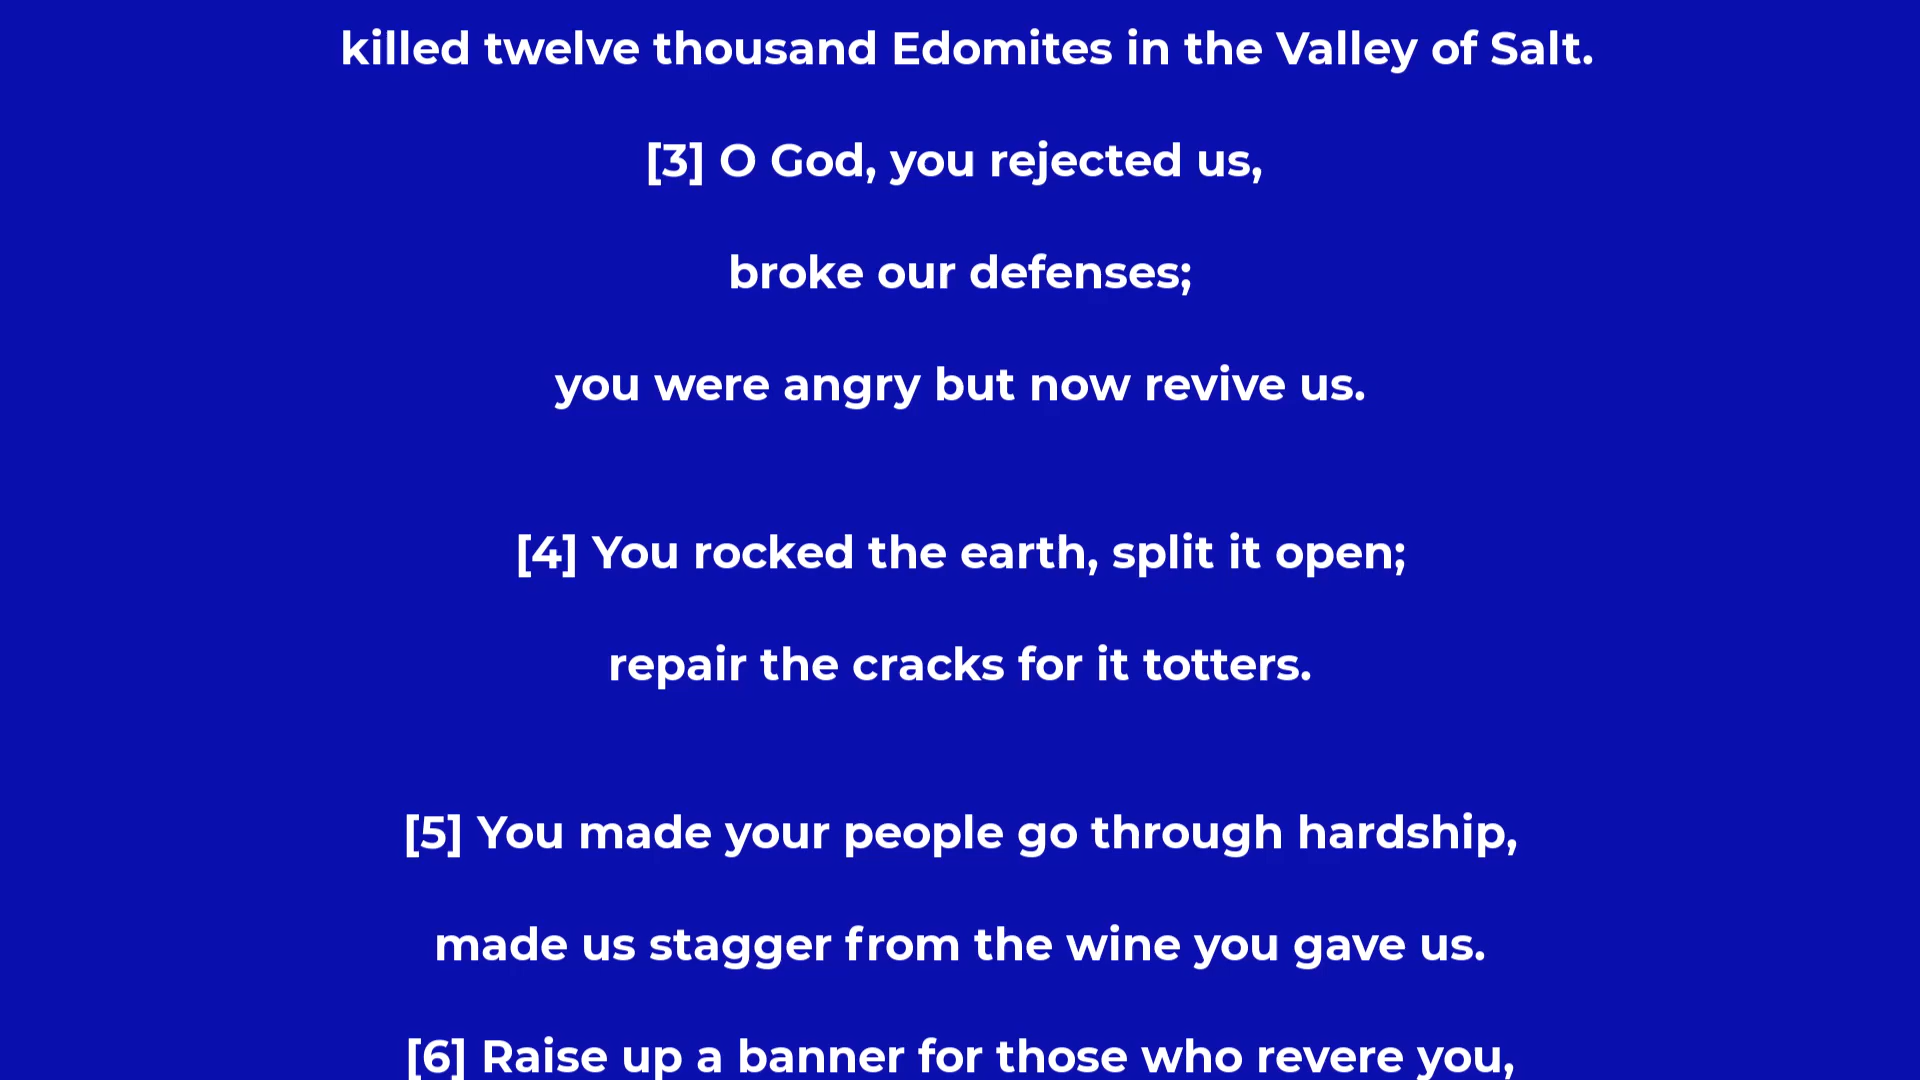 killed twelve thousand Edomites in the Valley of Salt.
[3] O God, you rejected us,
broke our defenses;
you were angry but now revive us.
[4] You rocked the earth, split it open;
repair the cracks for it totters.
[5] You made your people go through hardship,
made us stagger from the wine you gave us.
[6] Raise up a banner for those who revere you,